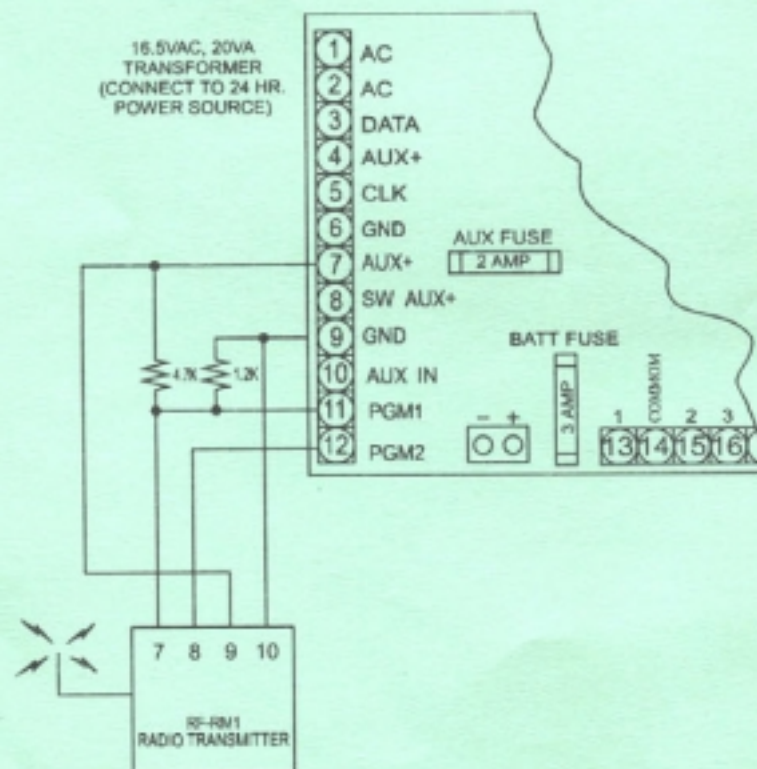 16.5VAC, 20VA
TRANSFORMER
(CONNECT TO 24 HR.
POWER SOURCE)
1 AC
2 AC
3 DATA
4 AUX+
5 CLK
6 GND
7 AUX+
8 SW AUX+
9 GND
10 AUX IN
11 PGM1
12 PGM2
AUX FUSE
2 AMP
BATT FUSE
3 AMP
- +
4.7K 1.2K
1 COMMOM 2 3
13 14 15 16
7 8 9 10
RF-RM1
RADIO TRANSMITTER